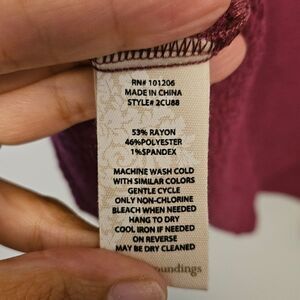 RN# 101206
MADE IN CHINA
STYLE# 2CU88
53% RAYON
46%POLYESTER
1%SPANDEX
MACHINE WASH COLD
WITH SIMILAR COLORS
GENTLE CYCLE
ONLY NON-CHLORINE
BLEACH WHEN NEEDED
HANG TO DRY
COOL IRON IF NEEDED
ON REVERSE
MAY BE DRY CLEANED